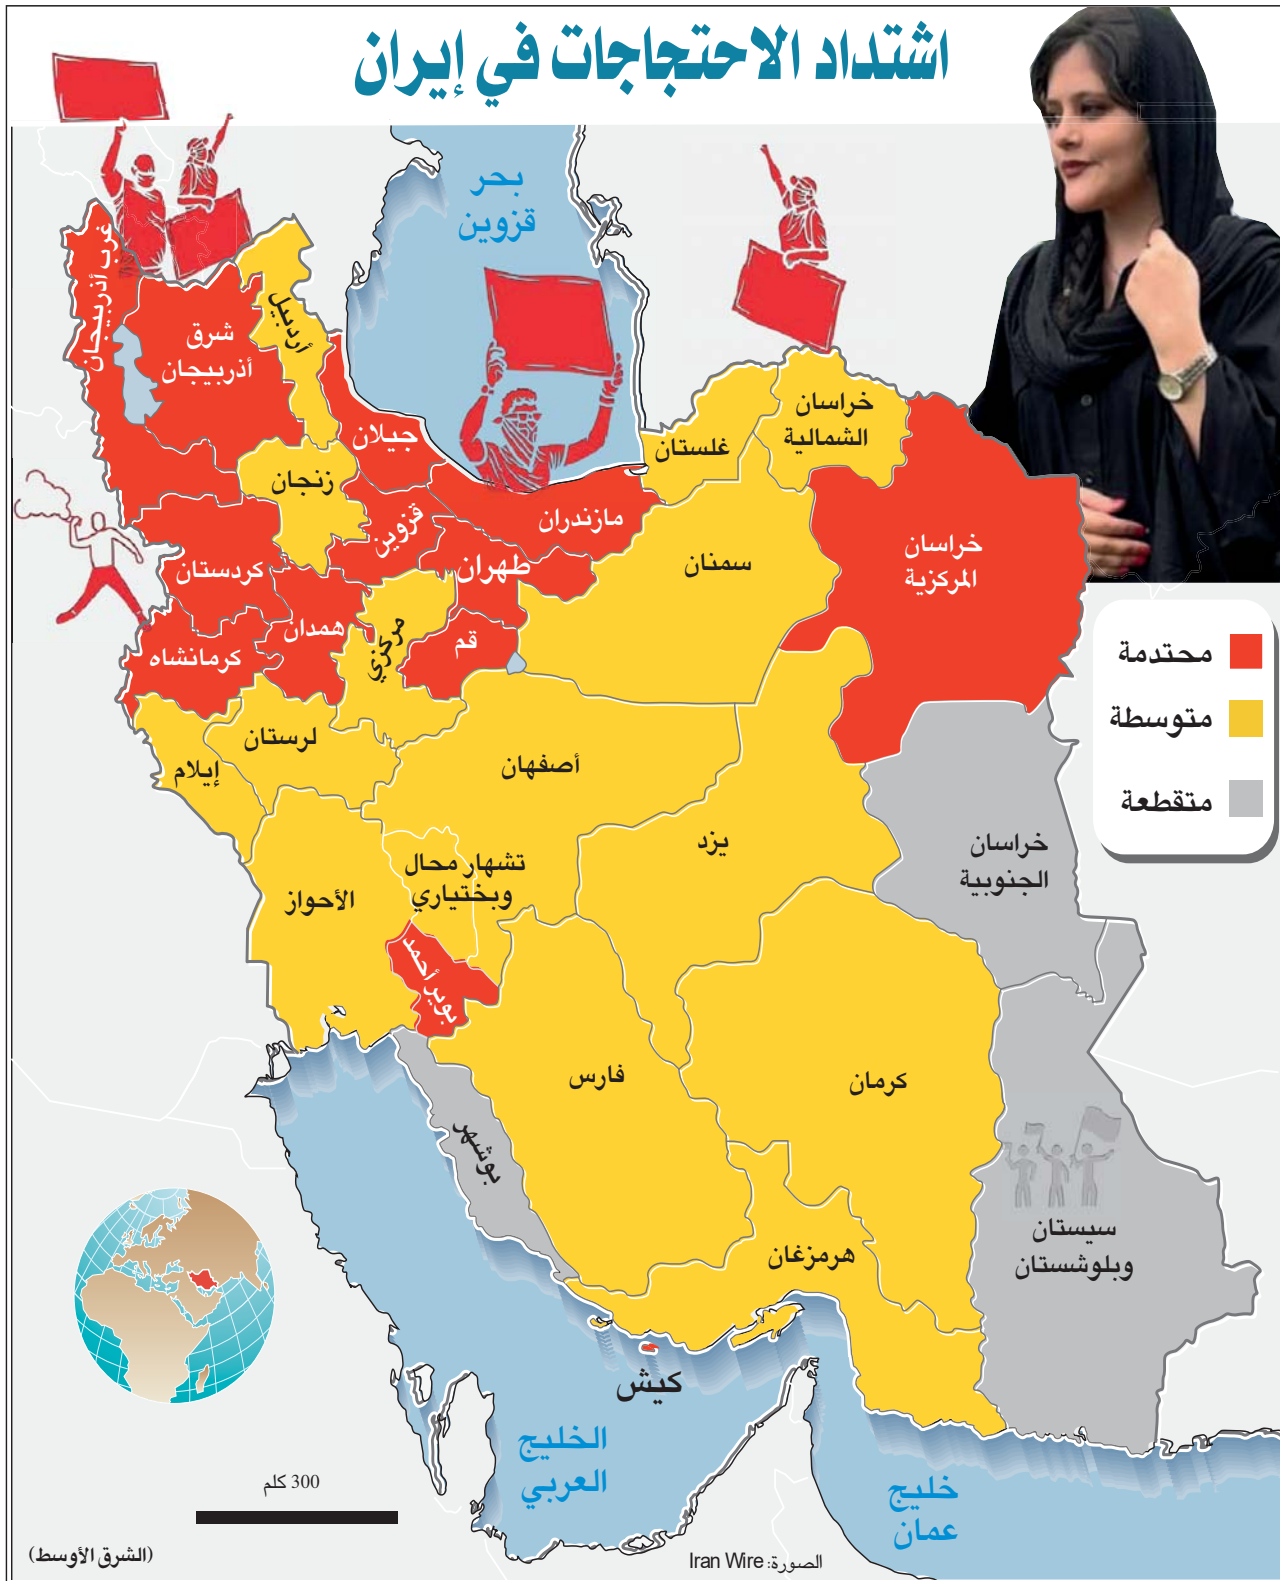 اشتداد الاحتجاجات في إيران
بحر
قزوين
غرب أذربيجان
شرق
أذربيجان
أردبيل
جيلان
زنجان
قزوين
مازندران
غلستان
خراسان
الشمالية
خراسان
المركزية
سمنان
طهران
كردستان
همدان
مركزي
قم
كرمانشاه
محتدمة
متوسطة
متقطعة
لرستان
إيلام
أصفهان
يزد
خراسان
الجنوبية
تشهار محال
وبختياري
الأحواز
بوير أحمد
فارس
كرمان
بوشهر
سيستان
وبلوشستان
هرمزغان
كيش
الخليج
العربي
خليج
عمان
300 كلم
(الشرق الأوسط)
الصورة: Iran Wire